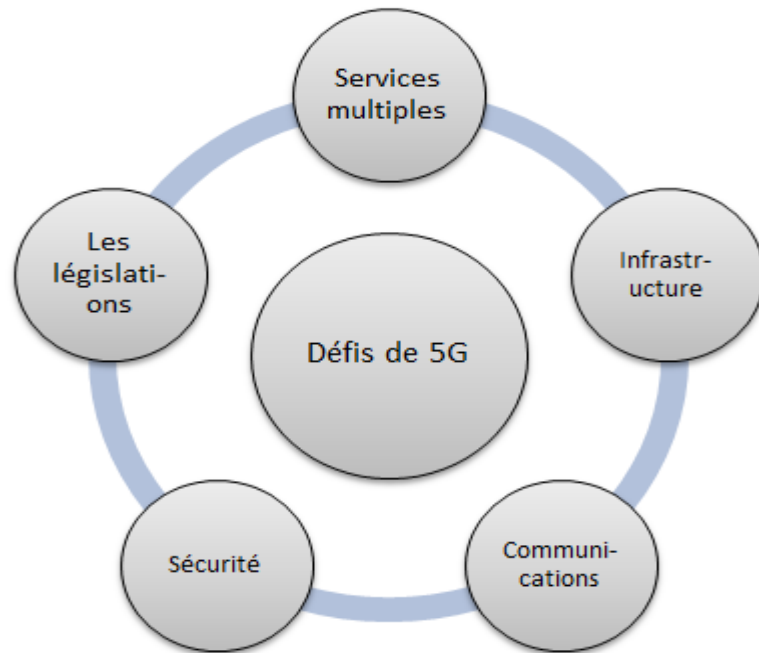 Services
multiples
Les
législati-
ons
Infrastr-
ucture
Défis de 5G
Sécurité
Communi-
cations